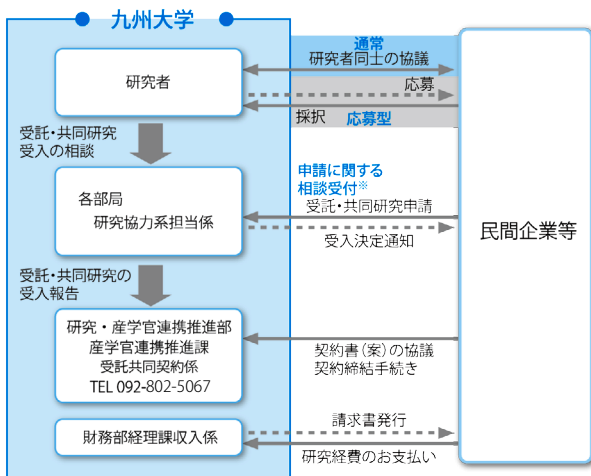 九州大学
研究者
受託・共同研究
受入の相談
各部局
研究協力系担当係
受託・共同研究の
受入報告
研究・産学官連携推進部
産学官連携推進課
受託共同契約係
TEL 092-802-5067
財務部経理課収入係
通常
研究者同士の協議
応募
採択 応募型
申請に関する
相談受付※
受託・共同研究申請
受入決定通知
契約書(案)の協議
契約締結手続き
請求書発行
研究経費のお支払い
民間企業等